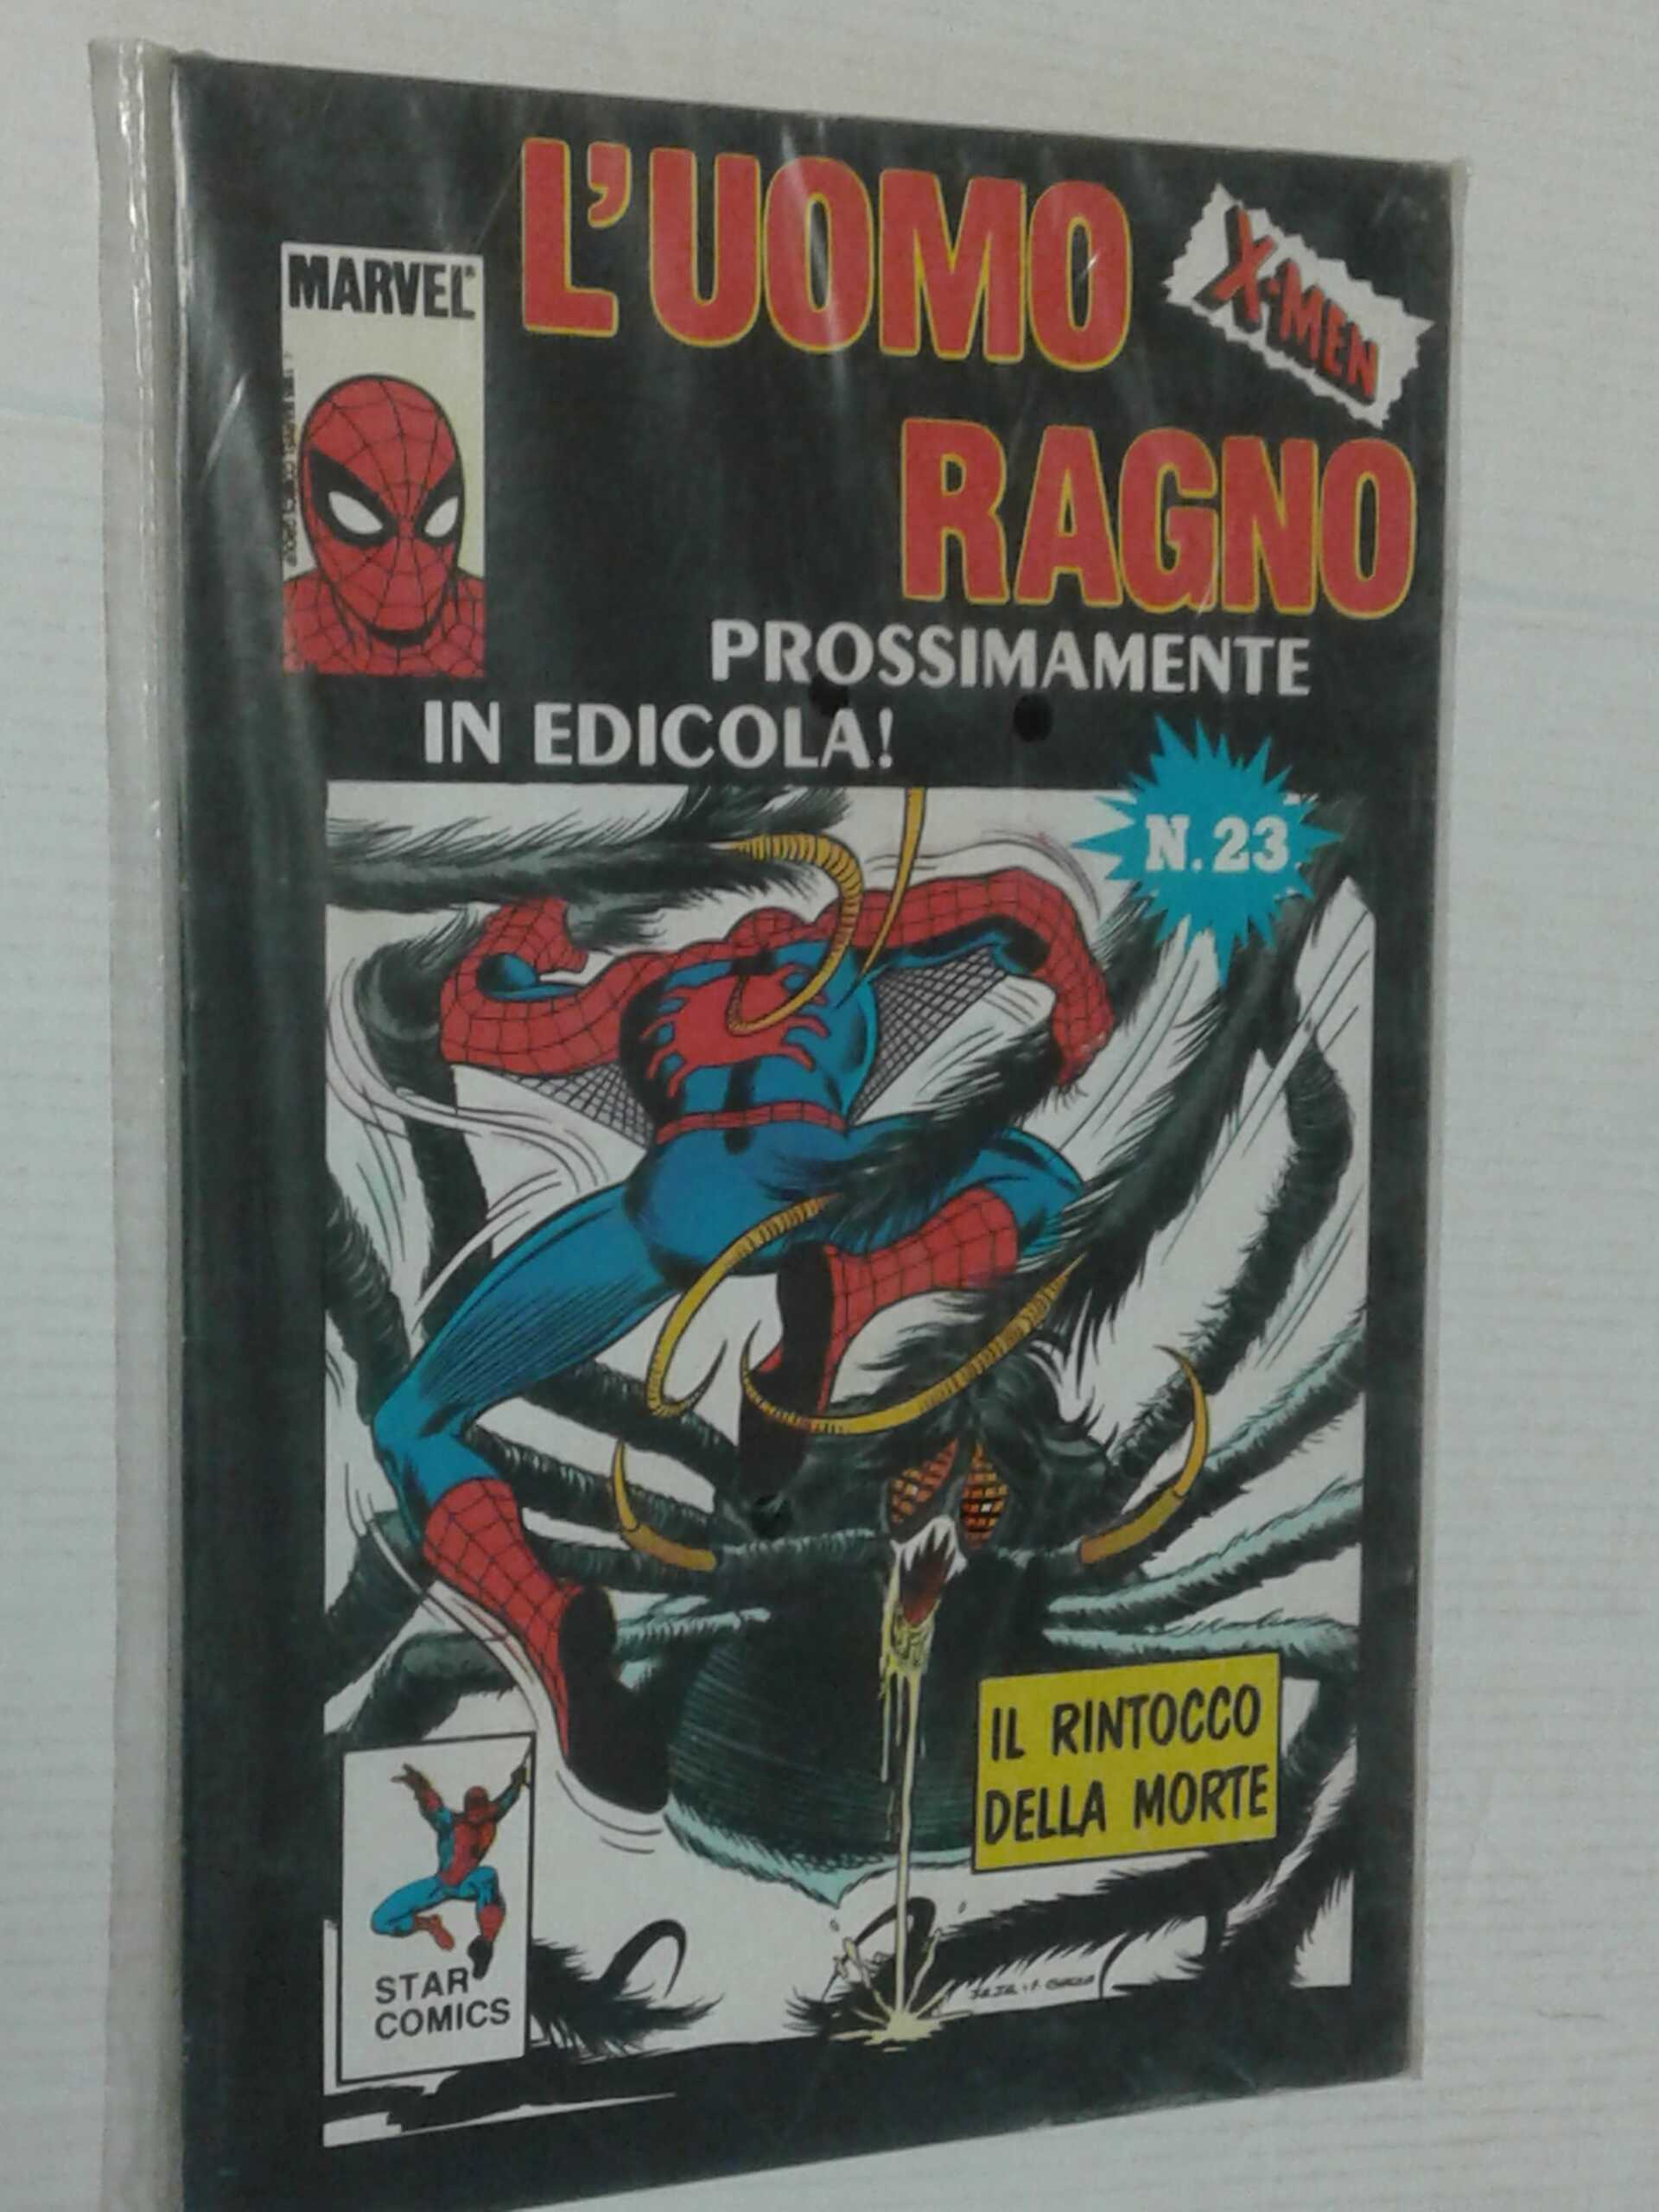 L'UOMO
X-MEN
MARVEL
RAGNO
PROSSIMAMENTE
IN EDICOLA!
N.23
IL RINTOCCO
DELLA MORTE
STAR
COMICS